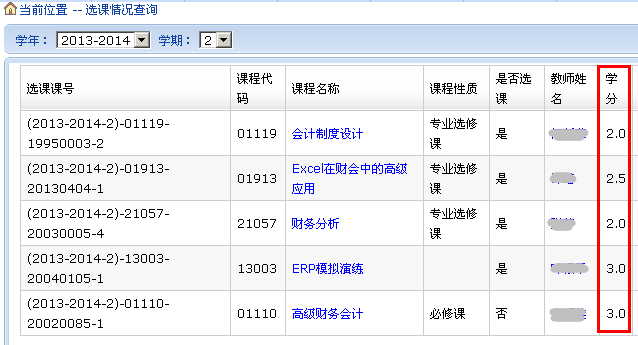 当前位置 -- 选课情况查询
学年： 2013-2014 学期： 2
选课课号 课程代码 课程名称 课程性质 是否选课 教师姓名 学分
(2013-2014-2)-01119-19950003-2 01119 会计制度设计 专业选修课 是 2.0
(2013-2014-2)-01913-20130404-1 01913 Excel在财会中的高级应用 专业选修课 是 2.5
(2013-2014-2)-21057-20030005-4 21057 财务分析 专业选修课 是 2.0
(2013-2014-2)-13003-20040105-1 13003 ERP模拟演练 是 3.0
(2013-2014-2)-01110-20020085-1 01110 高级财务会计 必修课 否 3.0